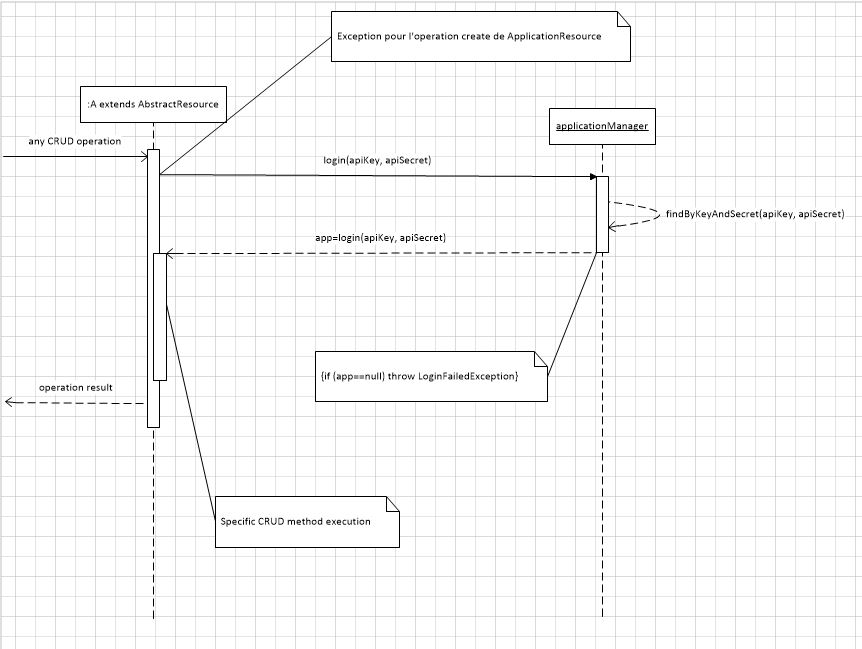 Exception pour l'operation create de ApplicationResource
:A extends AbstractResource
applicationManager
any CRUD operation
login(apiKey, apiSecret)
findByKeyAndSecret(apiKey, apiSecret)
app=login(apiKey, apiSecret)
{if (app==null) throw LoginFailedException}
operation result
Specific CRUD method execution